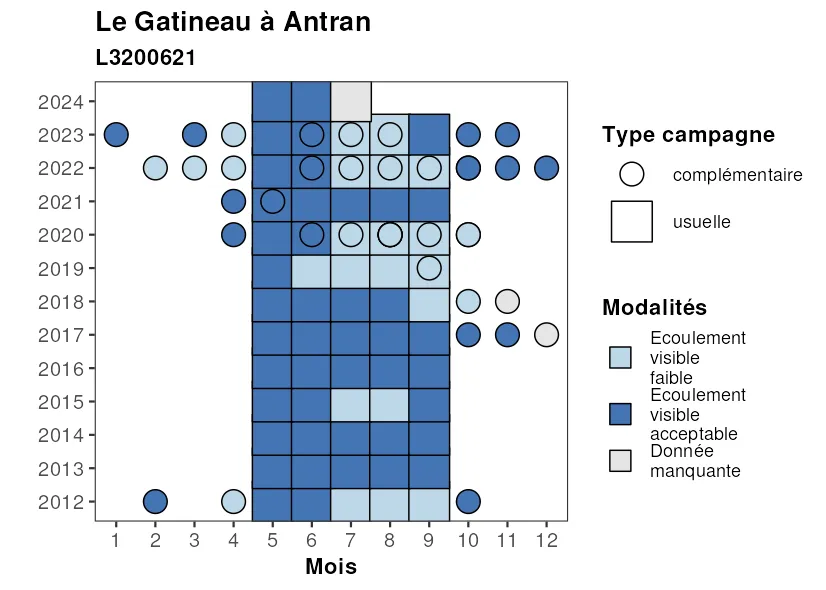 Le Gatineau à Antran
L3200621
2024
2023
2022
2021
2020
2019
2018
2017
2016
2015
2014
2013
2012
1 2 3 4 5 6 7 8 9 10 11 12
Mois
Type campagne
complémentaire
usuelle
Modalités
Ecoulement
visible
faible
Ecoulement
visible
acceptable
Donnée
manquante